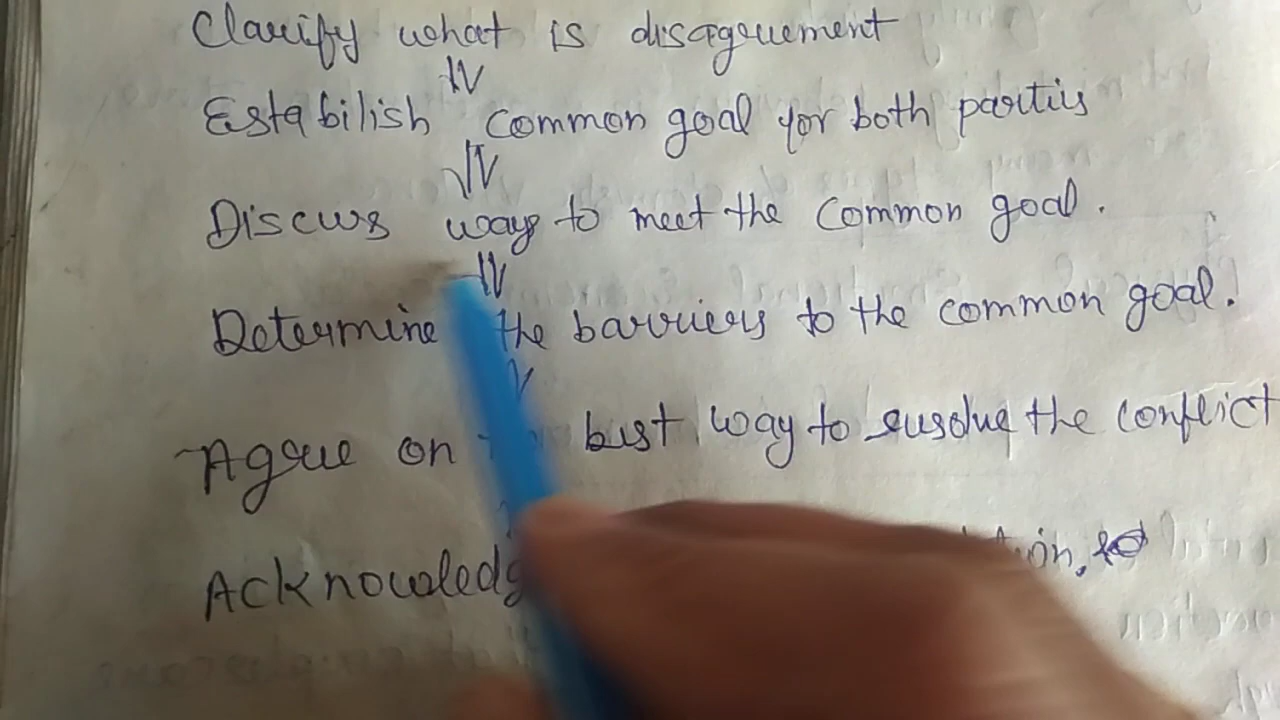 Clarify what is disagreement
Estabilish common goal for both parties
Discuss ways to meet the common goal.
Determine the barriers to the common goal.
Agree on best way to resolve the conflict
Acknowledg